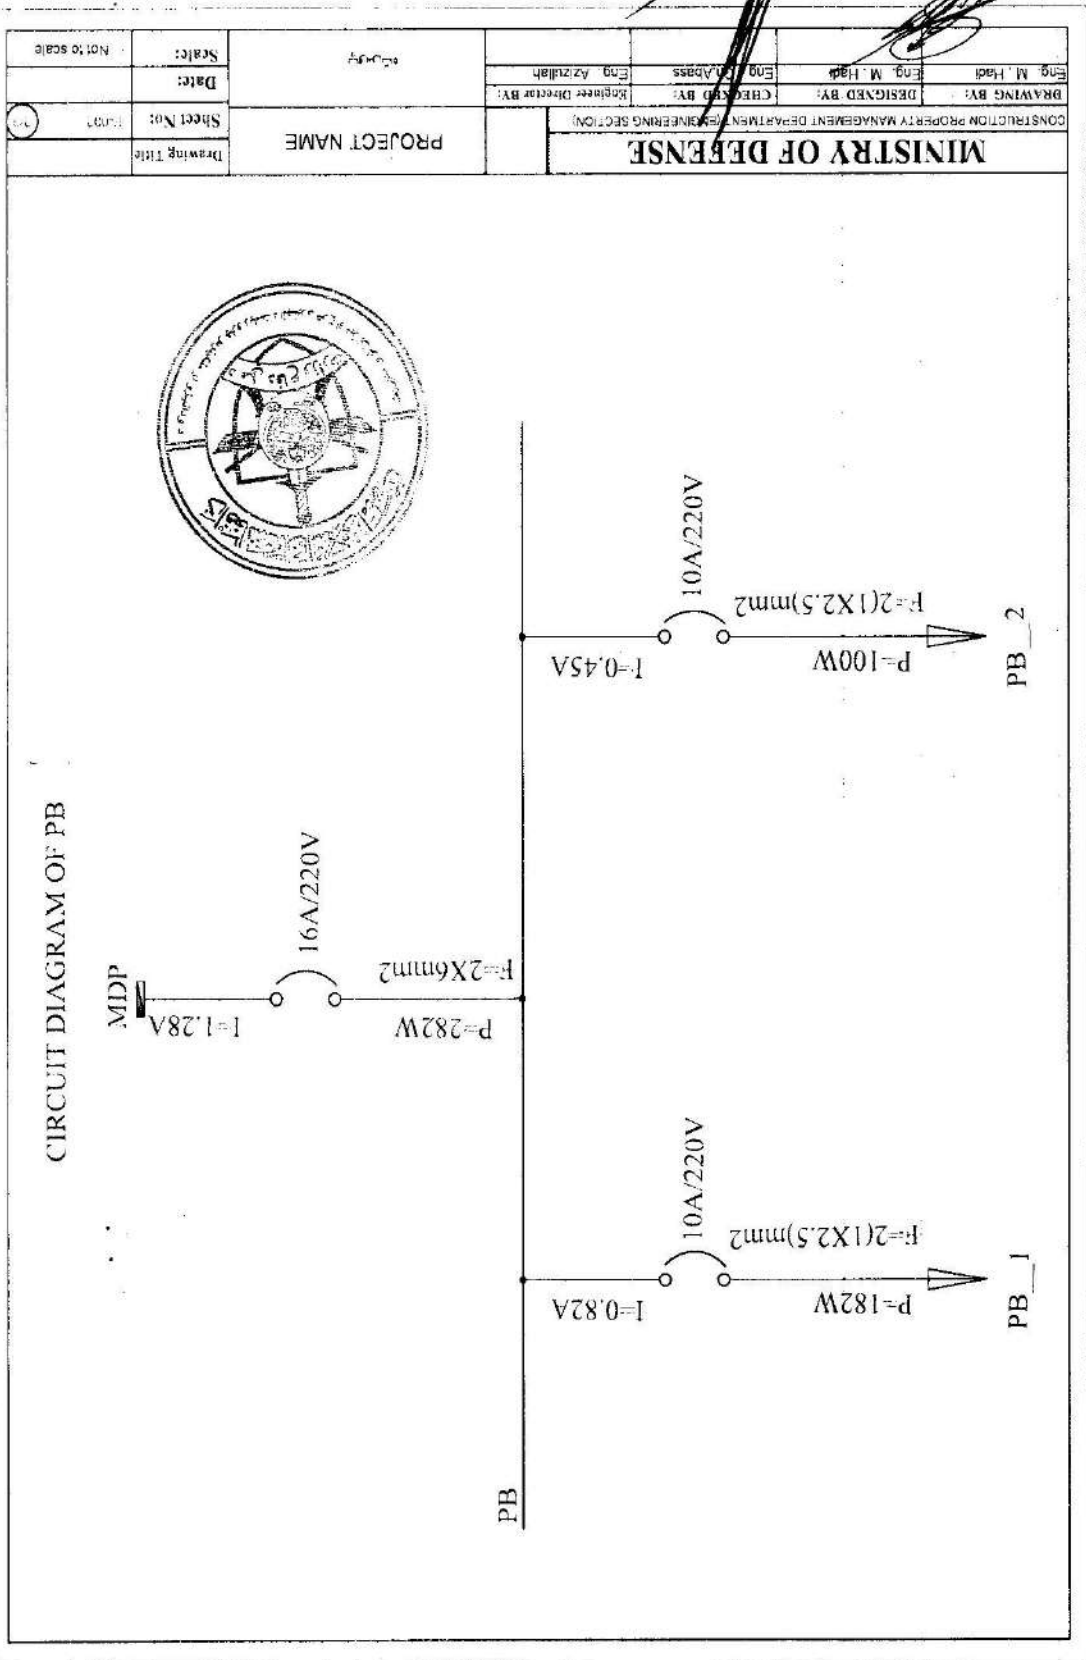 CIRCUIT DIAGRAM OF PB
MDP
I=1.28A
16A/220V
P=282W
F=2X6mm2
PB
I=0.82A
10A/220V
P=182W
F=2(1X2.5)mm2
PB_1
I=0.45A
10A/220V
P=100W
F=2(1X2.5)mm2
PB_2
MINISTRY OF DEFENSE
CONSTRUCTION PROPERTY MANAGEMENT DEPARTMENT (ENGINEERING SECTION)
DRAWING BY:
DESIGNED BY:
CHECKED BY:
Engineer Director BY:
Eng. M. Hadi
Eng. M. Hadi
Eng. Abass
Eng. Azizullah
PROJECT NAME
Drawing Title
Sheet No:
Date:
Scale:
Not to scale